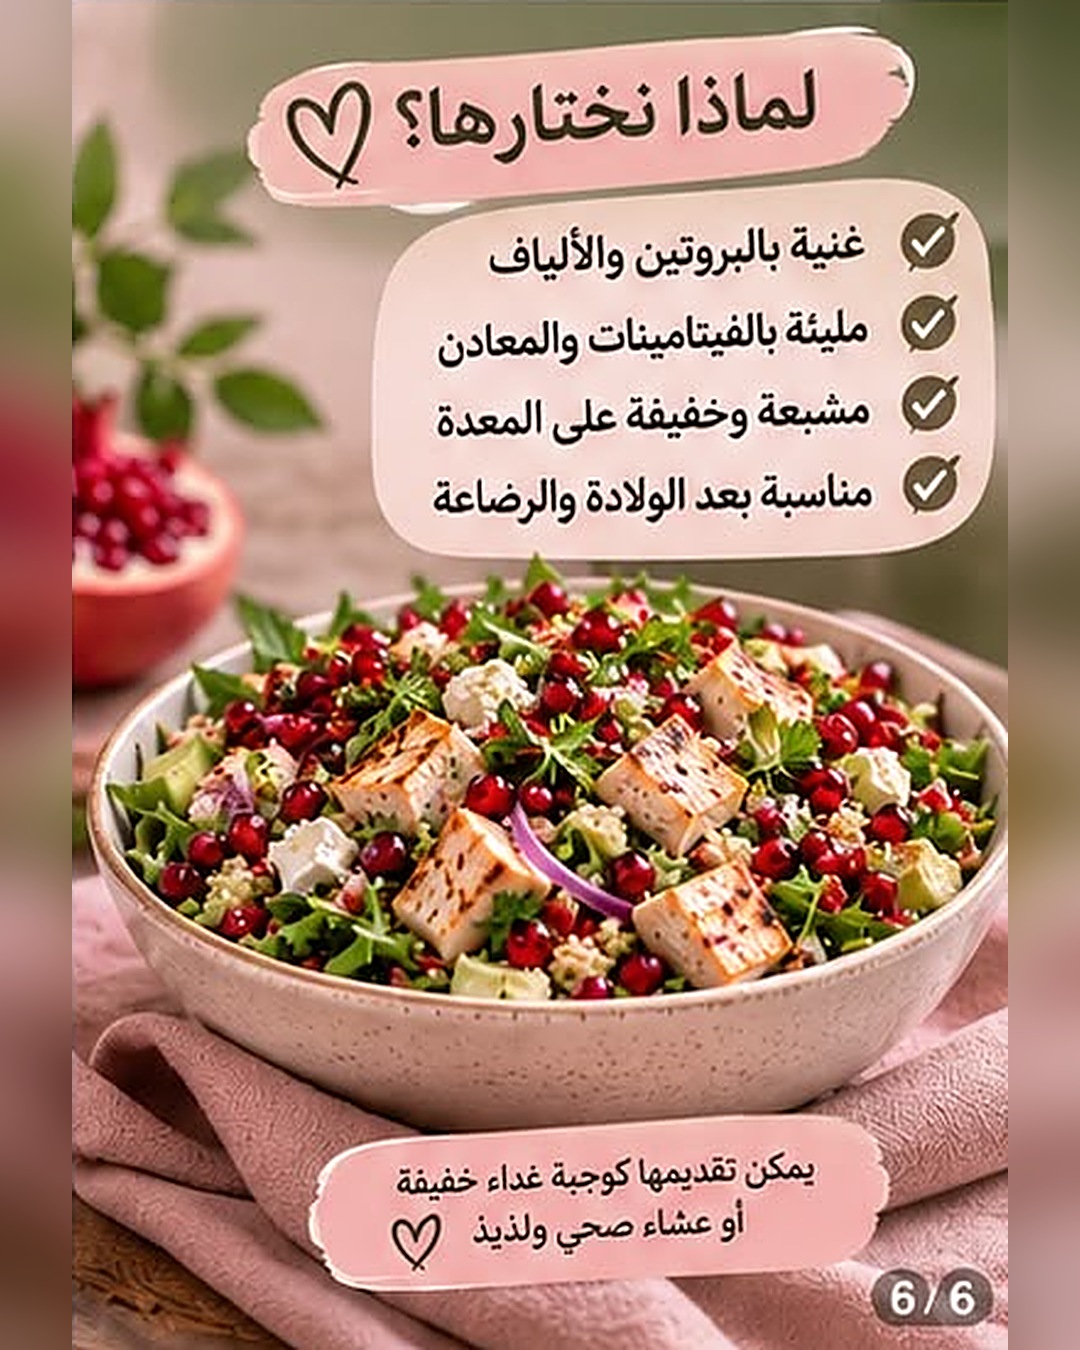 لماذا نختارها؟
غنية بالبروتين والألياف
مليئة بالفيتامينات والمعادن
مشبعة وخفيفة على المعدة
مناسبة بعد الولادة والرضاعة
يمكن تقديمها كوجبة غداء خفيفة
أو عشاء صحي ولذيذ
6/6